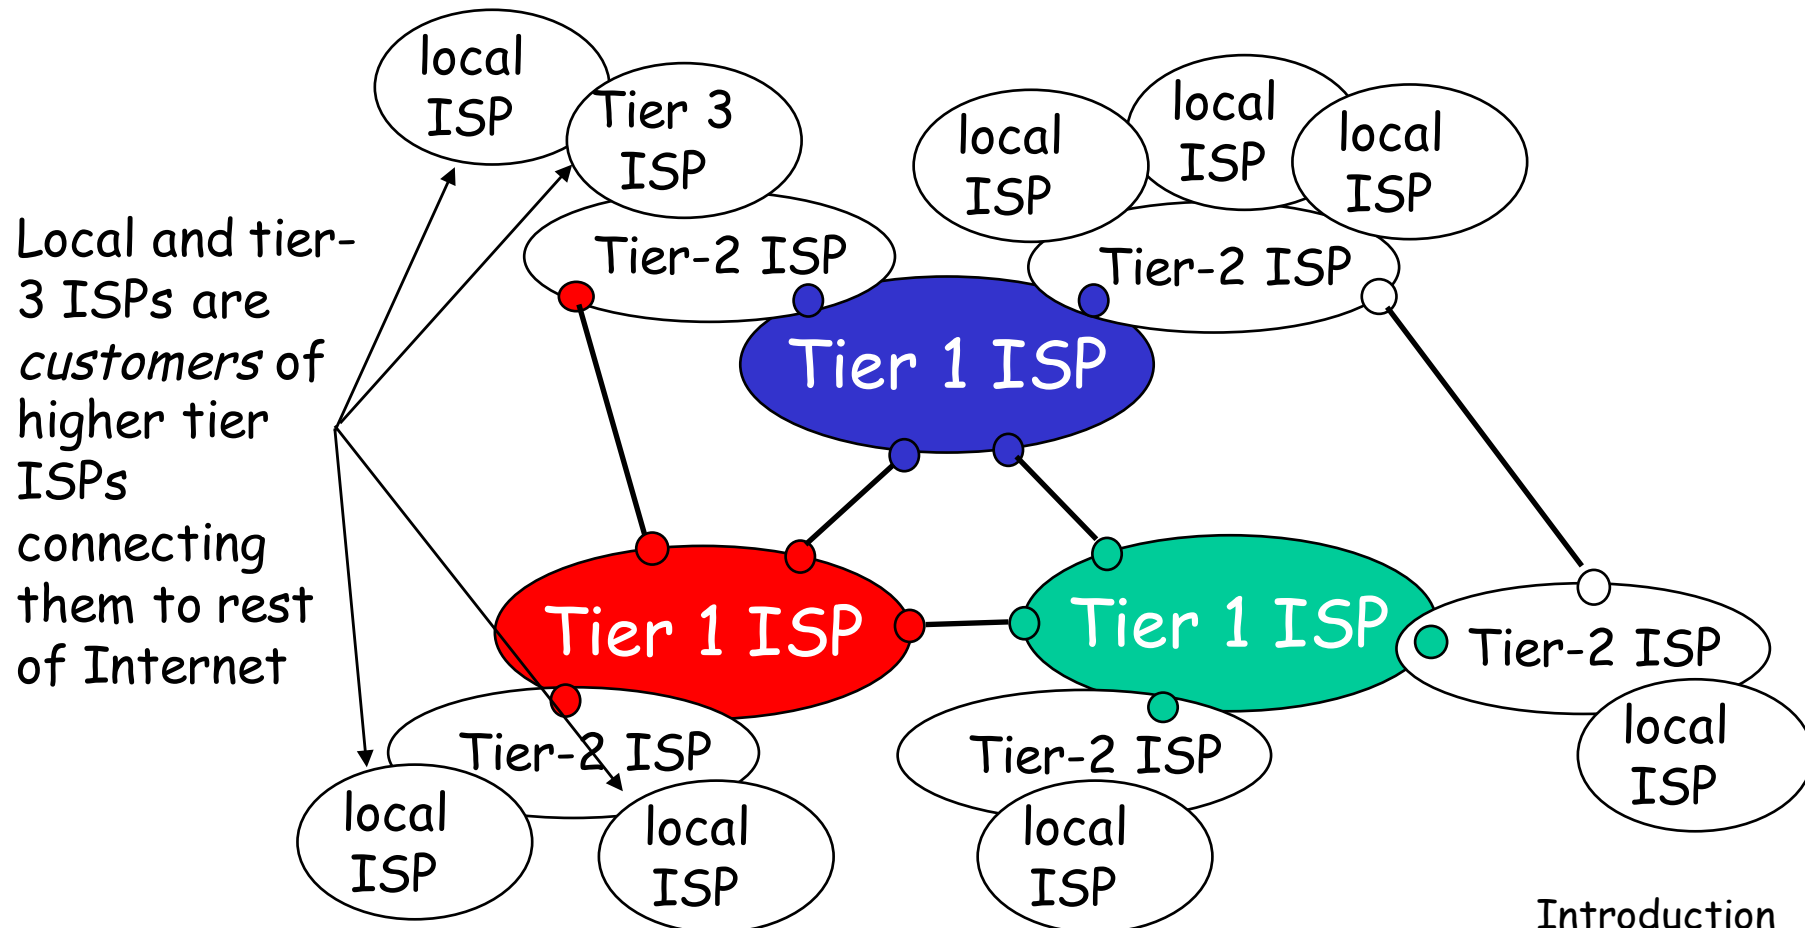 local
ISP
Tier 3
ISP
local
ISP
local
ISP
local
ISP
Local and tier-
3 ISPs are
customers of
higher tier
ISPs
connecting
them to rest
of Internet
Tier-2 ISP
Tier-2 ISP
Tier 1 ISP
Tier 1 ISP
Tier 1 ISP
Tier-2 ISP
Tier-2 ISP
Tier-2 ISP
local
ISP
local
ISP
local
ISP
local
ISP
Introduction